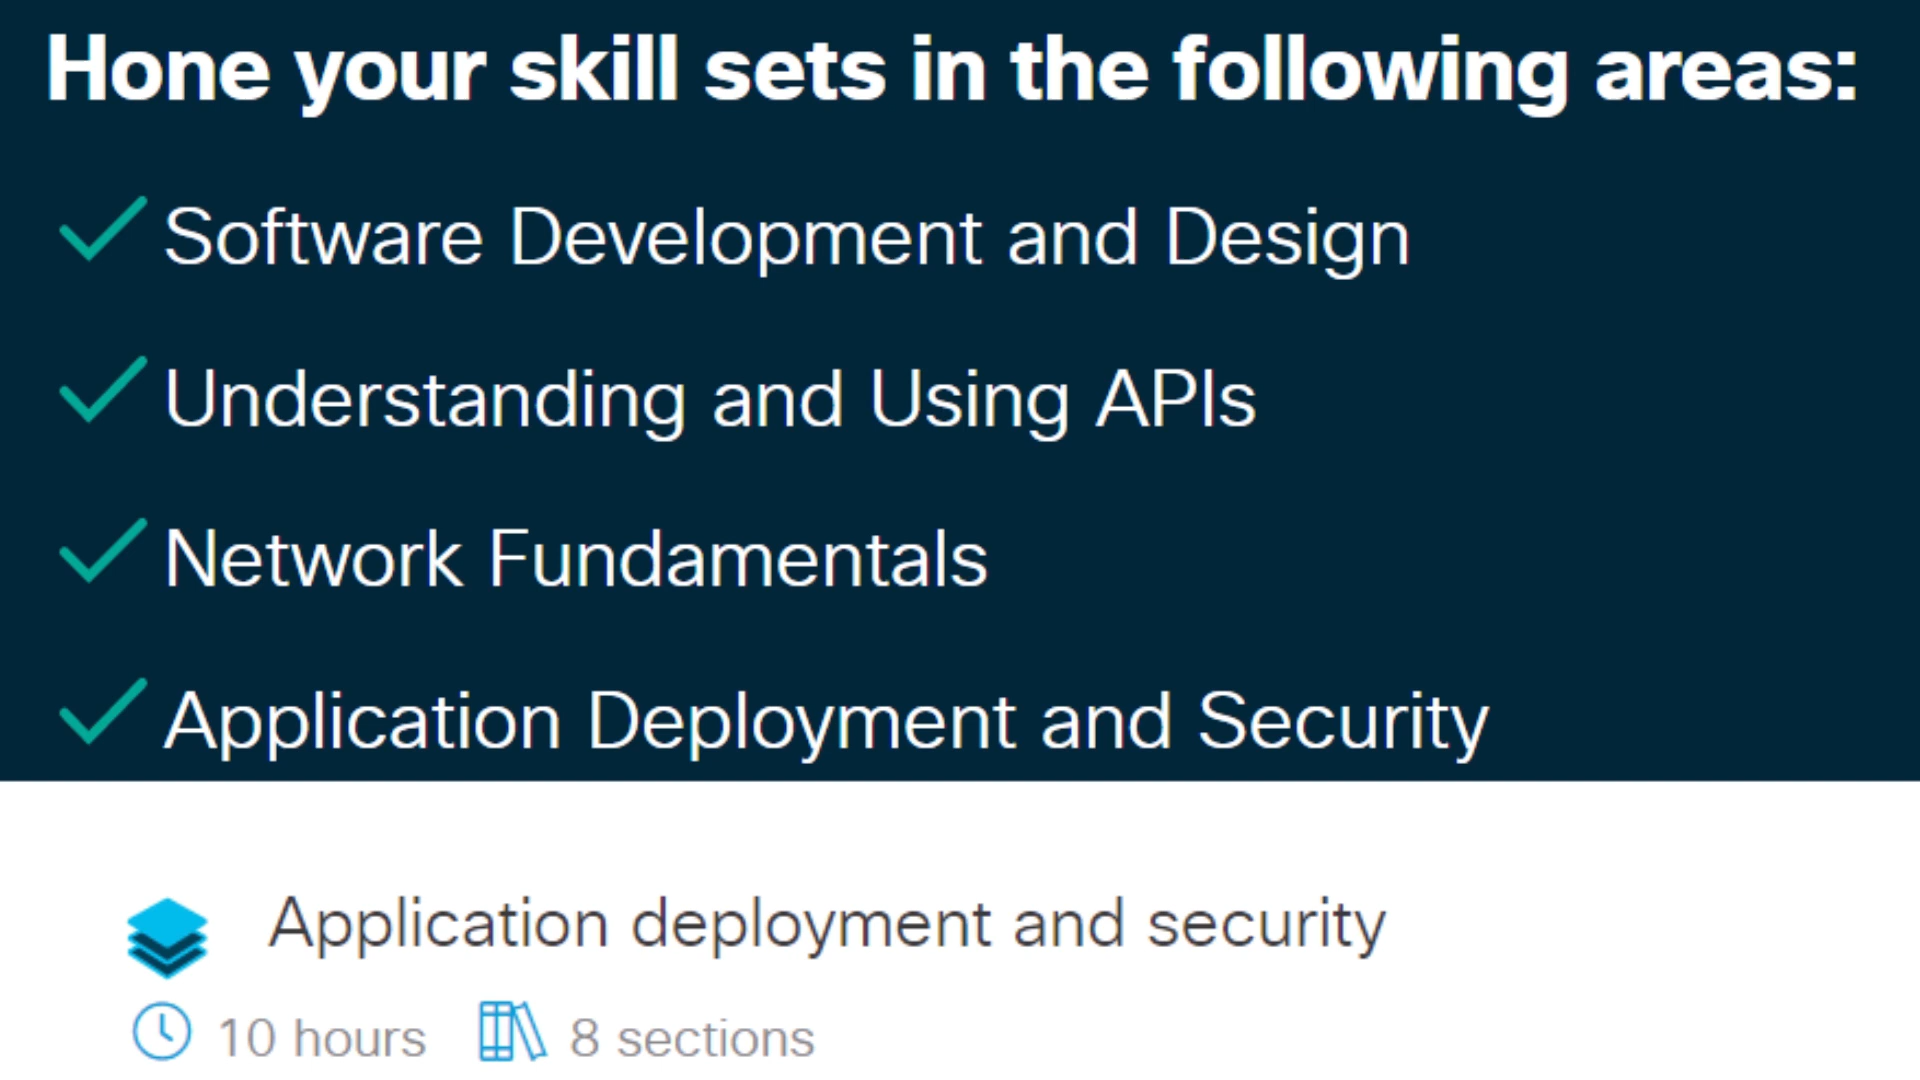 Hone your skill sets in the following areas:
Software Development and Design
Understanding and Using APIs
Network Fundamentals
Application Deployment and Security
Application deployment and security
10 hours 8 sections